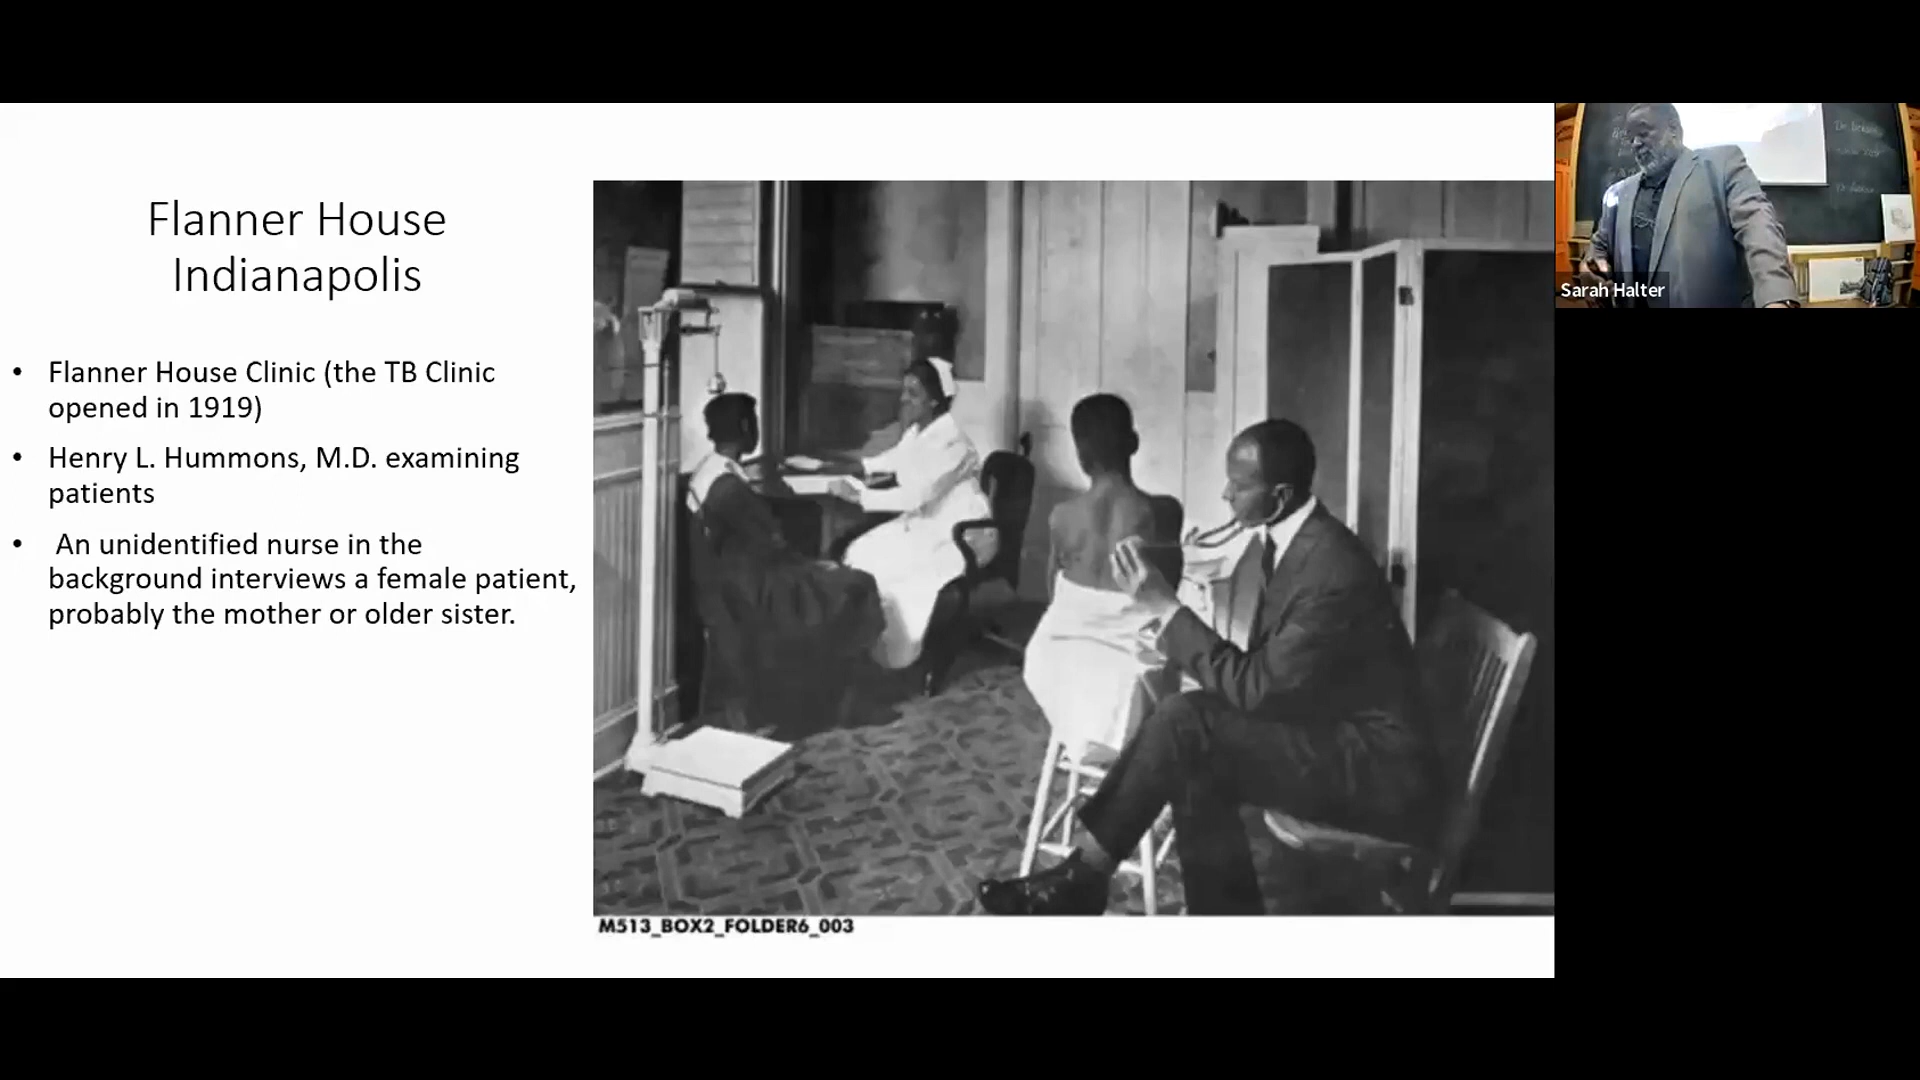 Flanner House
Indianapolis
• Flanner House Clinic (the TB Clinic
opened in 1919)
• Henry L. Hummons, M.D. examining
patients
• An unidentified nurse in the
background interviews a female patient,
probably the mother or older sister.
M513_BOX2_FOLDER6_003
Sarah Halter